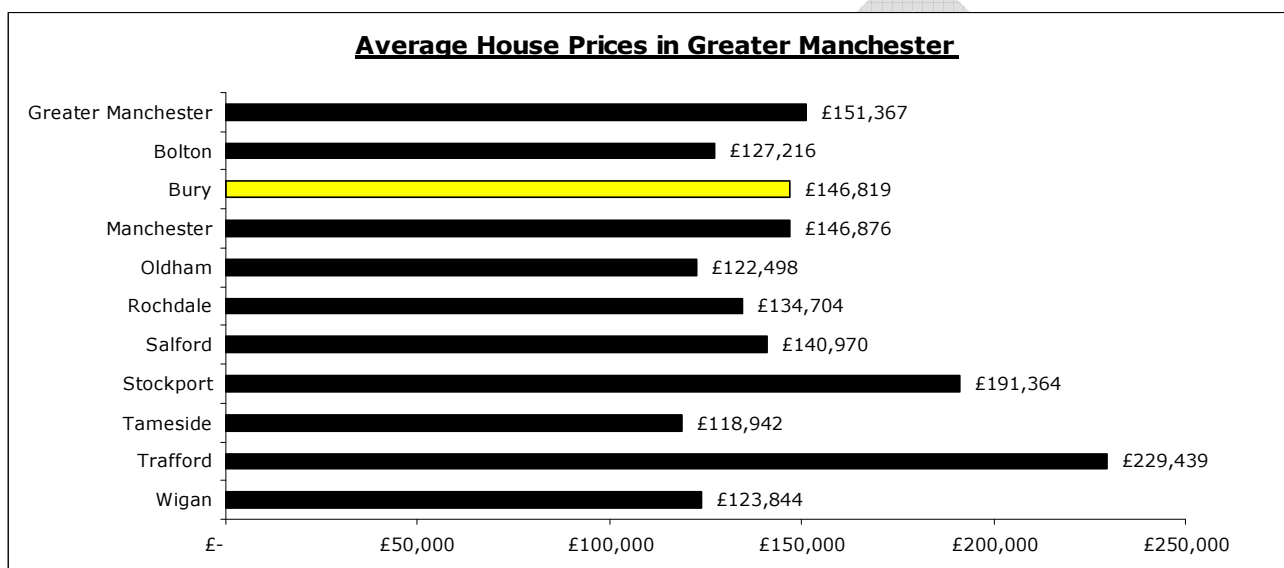 Average House Prices in Greater Manchester
Greater Manchester £151,367
Bolton £127,216
Bury £146,819
Manchester £146,876
Oldham £122,498
Rochdale £134,704
Salford £140,970
Stockport £191,364
Tameside £118,942
Trafford £229,439
Wigan £123,844
£- £50,000 £100,000 £150,000 £200,000 £250,000